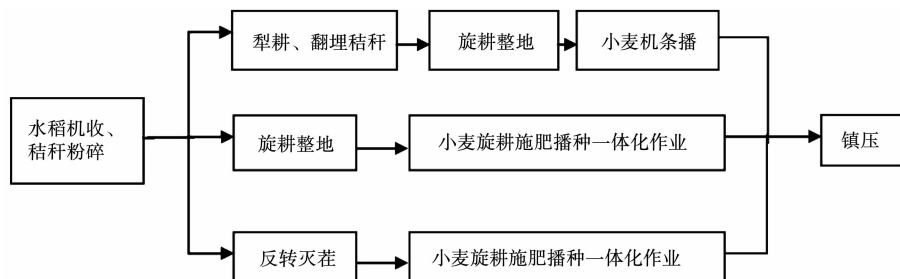 犁耕、翻埋秸秆
旋耕整地
小麦机条播
水稻机收、
秸秆粉碎
旋耕整地
小麦旋耕施肥播种一体化作业
镇压
反转灭茬
小麦旋耕施肥播种一体化作业